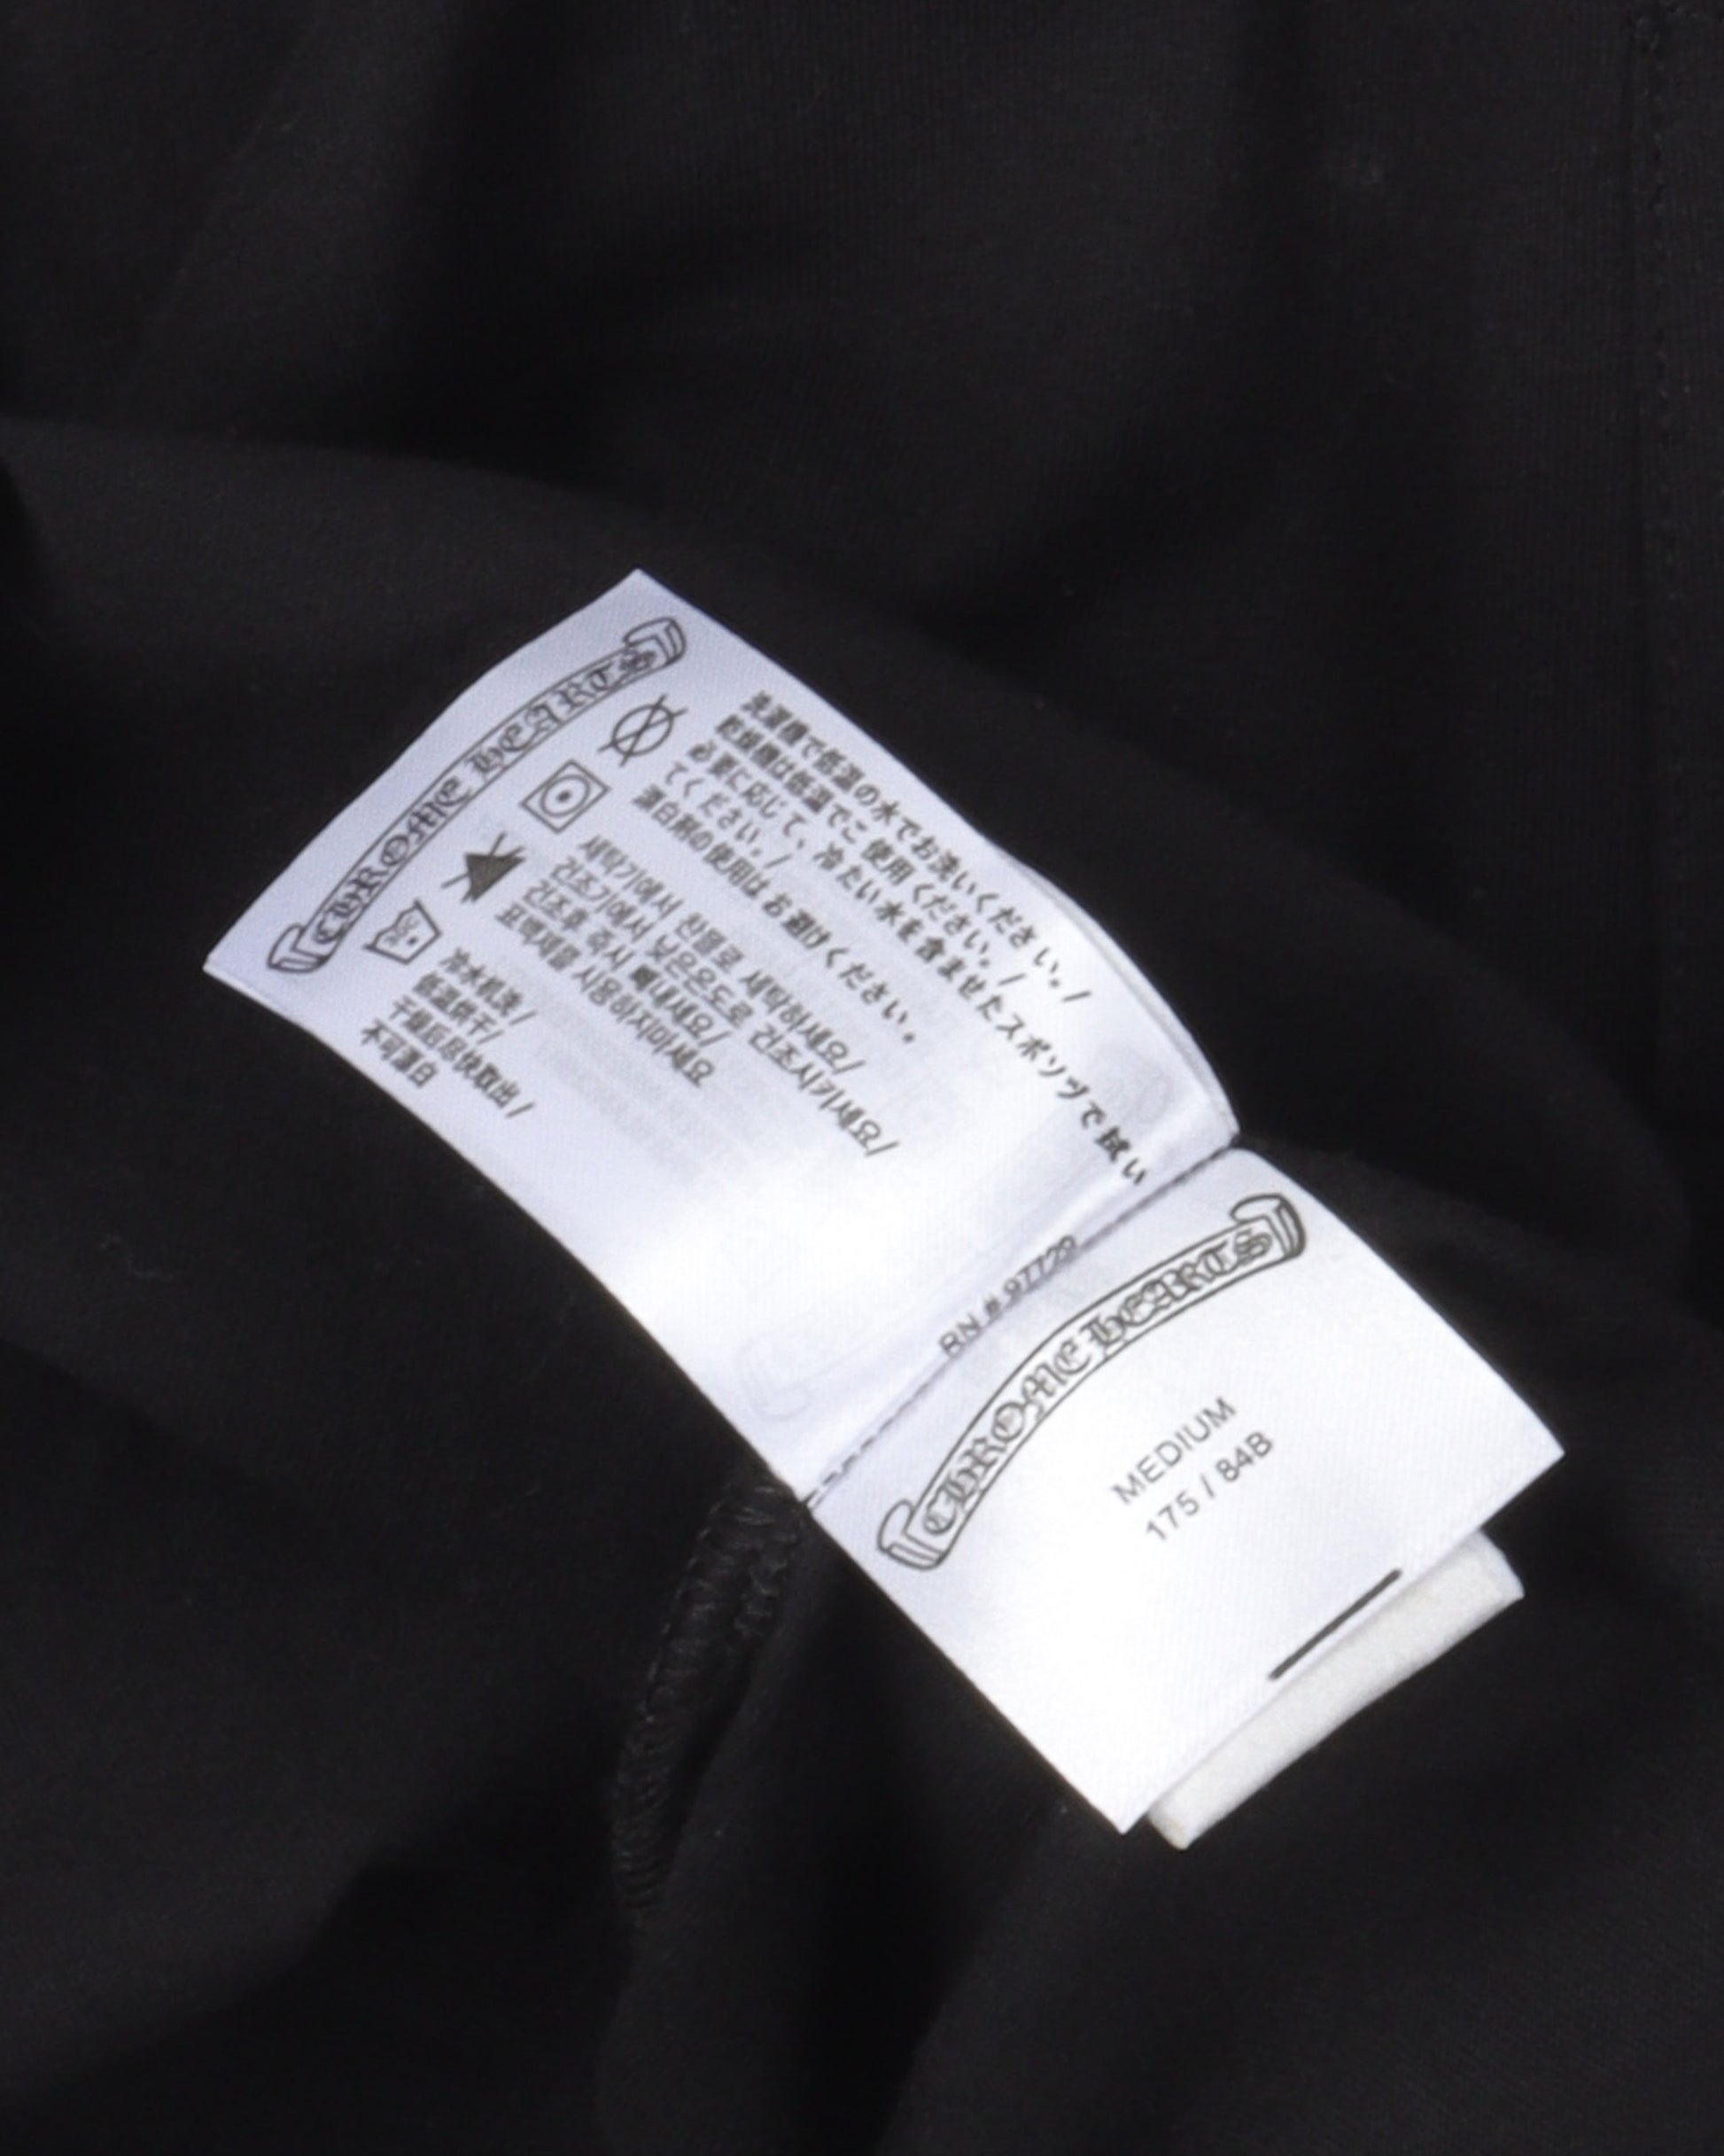 CHROME HEARTS
洗濯機で低温の水でお洗いください。/
乾燥機は低温でご使用ください。/
必要に応じて、冷たい水を含ませたスポンヅで拭い
てください。/
漂白剤の使用はお避けください。
세탁기에서 찬물로 세탁하세요/
건조기에서 낮은온도로 건조시키세요/
건조후 즉시 빼내세요/
표백제를 사용하지마세요
冷水机洗/
低温烘干/
干燥后尽快取出/
不可漂白
RN # 97729
CHROME HEARTS
MEDIUM
175 / 84B